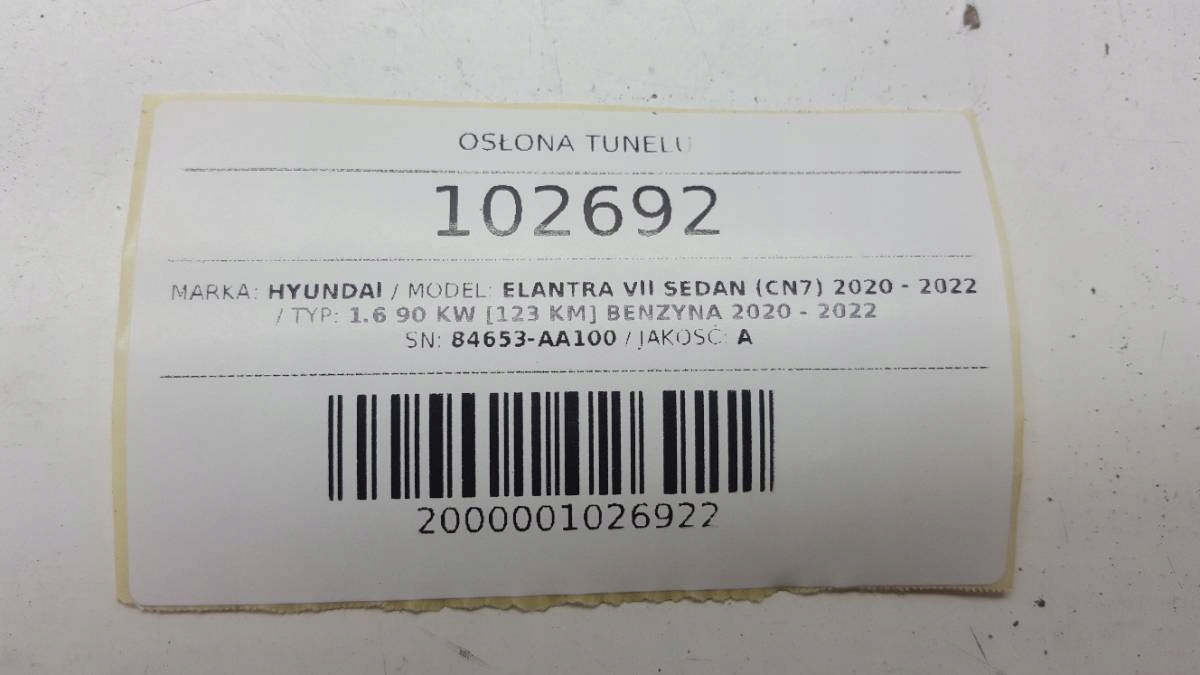 OSŁONA TUNELU
102692
MARKA: HYUNDAI / MODEL: ELANTRA VII SEDAN (CN7) 2020 - 2022
/ TYP: 1.6 90 KW [123 KM] BENZYNA 2020 - 2022
SN: 84653-AA100 / JAKOŚĆ: A
2000001026922